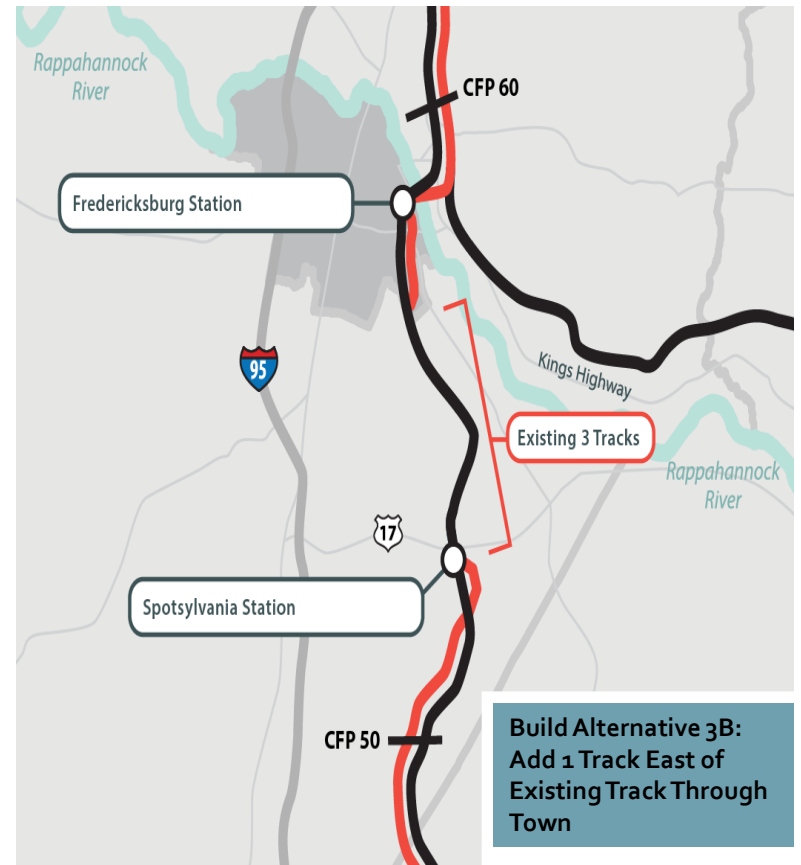 Rappahannock
River
CFP 60
Fredericksburg Station
95
Kings Highway
Existing 3 Tracks
Rappahannock
River
17
Spotsylvania Station
CFP 50
Build Alternative 3B:
Add 1 Track East of
Existing Track Through
Town